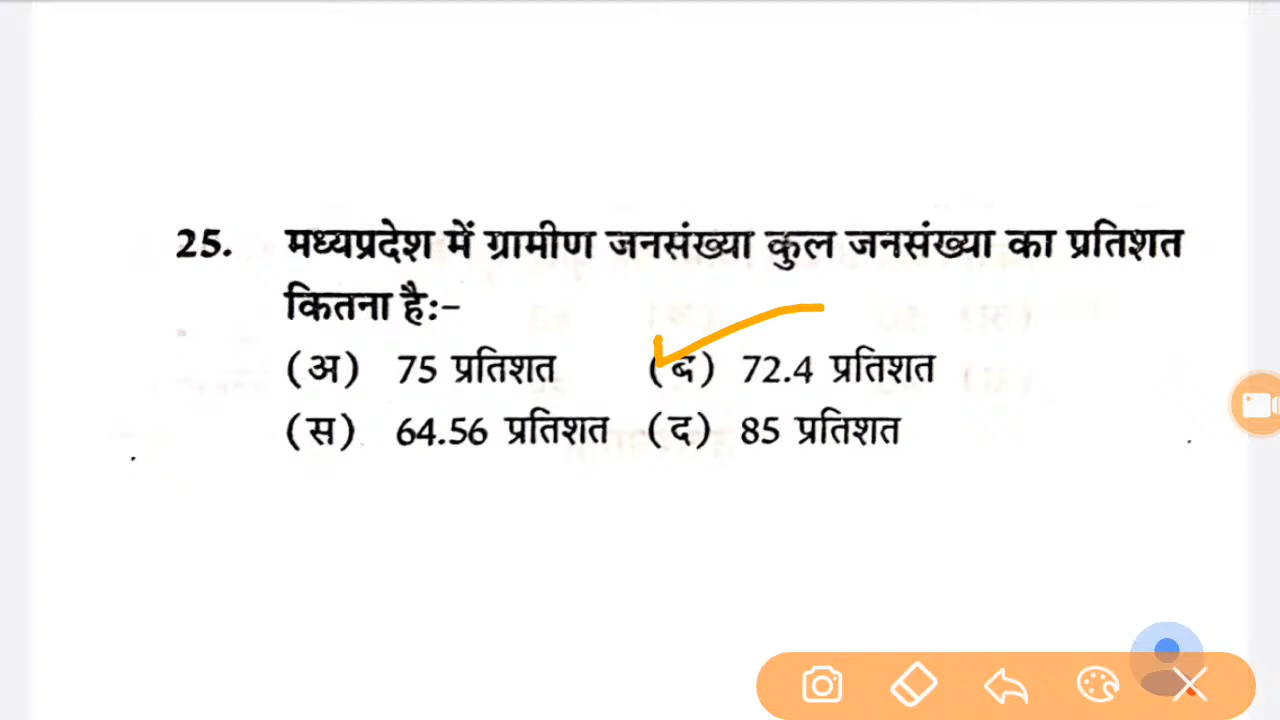 25. मध्यप्रदेश में ग्रामीण जनसंख्या कुल जनसंख्या का प्रतिशत
कितना है:–
(अ) 75 प्रतिशत (ब) 72.4 प्रतिशत
(स) 64.56 प्रतिशत (द) 85 प्रतिशत